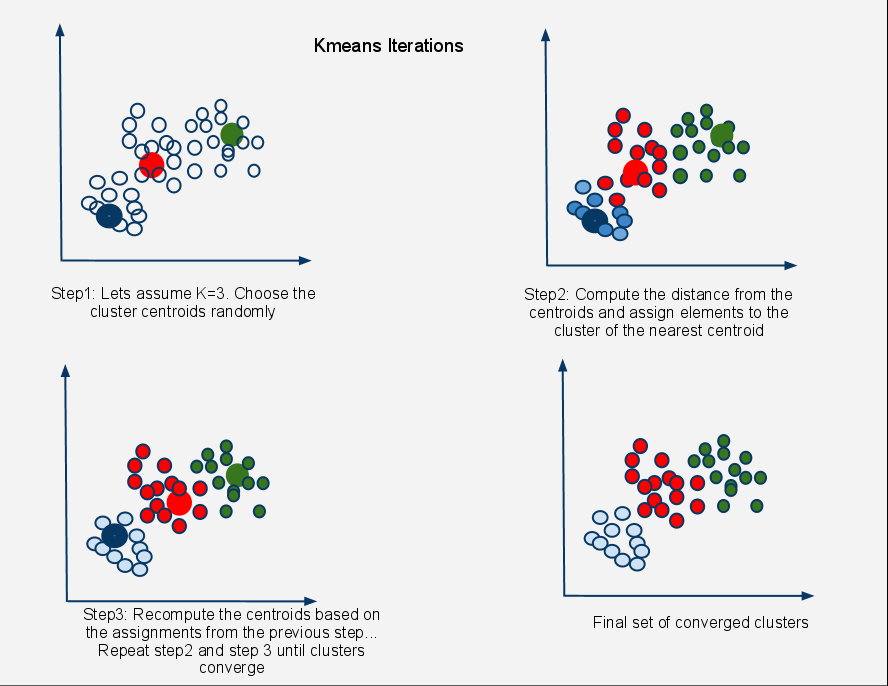 Kmeans Iterations
Step1: Lets assume K=3. Choose the
cluster centroids randomly
Step2: Compute the distance from the
centroids and assign elements to the
cluster of the nearest centroid
Step3: Recompute the centroids based on
the assignments from the previous step...
Repeat step2 and step 3 until clusters
converge
Final set of converged clusters